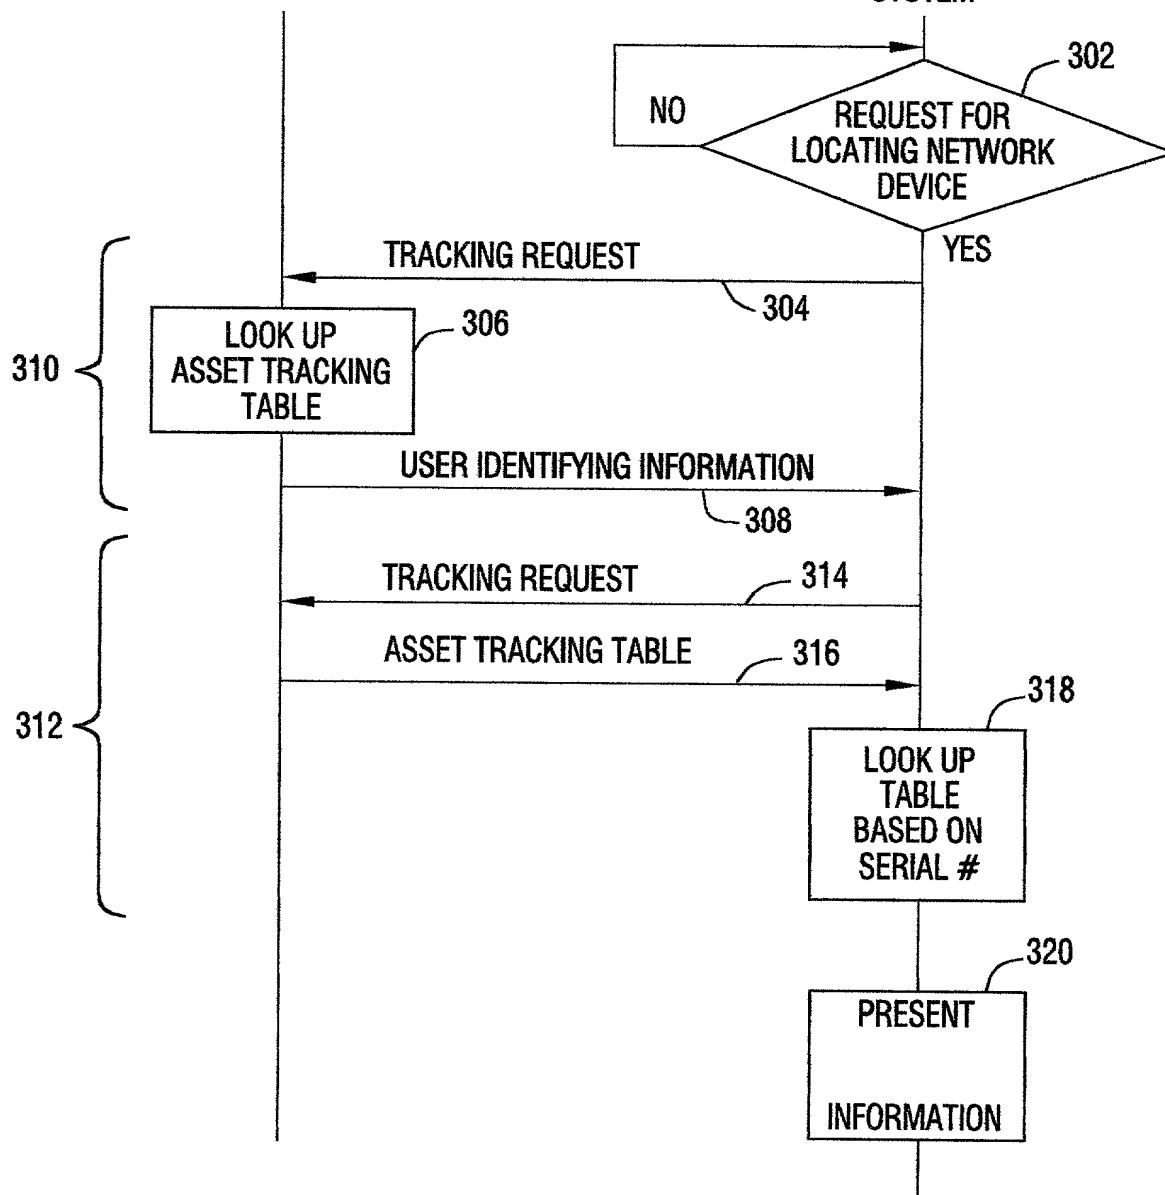 SYSTEM
302
NO
REQUEST FOR
LOCATING NETWORK
DEVICE
YES
TRACKING REQUEST
304
306
LOOK UP
ASSET TRACKING
TABLE
310
USER IDENTIFYING INFORMATION
308
TRACKING REQUEST
314
ASSET TRACKING TABLE
316
312
318
LOOK UP
TABLE
BASED ON
SERIAL #
320
PRESENT
INFORMATION